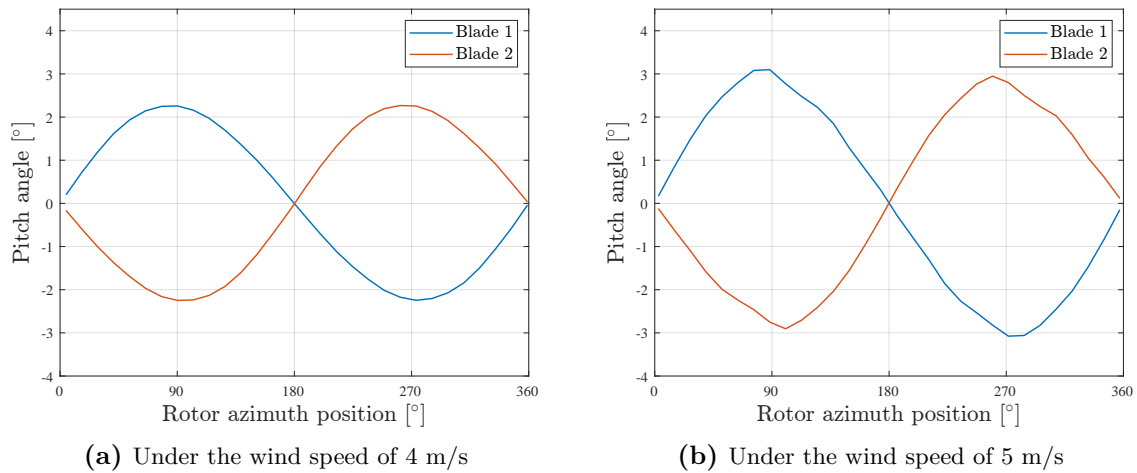 4
3
2
1
0
-1
-2
-3
-4
Pitch angle [°]
0
90
180
270
360
Rotor azimuth position [°]
Blade 1
Blade 2
(a) Under the wind speed of 4 m/s
4
3
2
1
0
-1
-2
-3
-4
Pitch angle [°]
0
90
180
270
360
Rotor azimuth position [°]
Blade 1
Blade 2
(b) Under the wind speed of 5 m/s